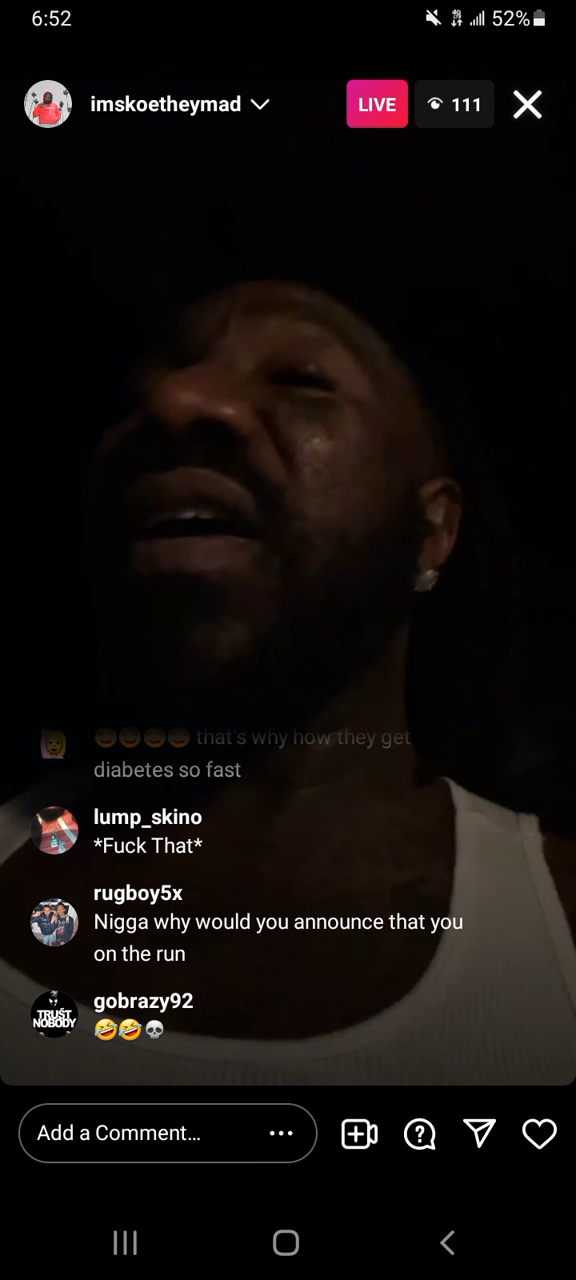 6:52
52%
imskoetheymad
LIVE
111
😄😄😄😄 that's why how they get
diabetes so fast
lump_skino
*Fuck That*
rugboy5x
Nigga why would you announce that you
on the run
TRUST
NOBODY
gobrazy92
🤣🤣💀
Add a Comment...